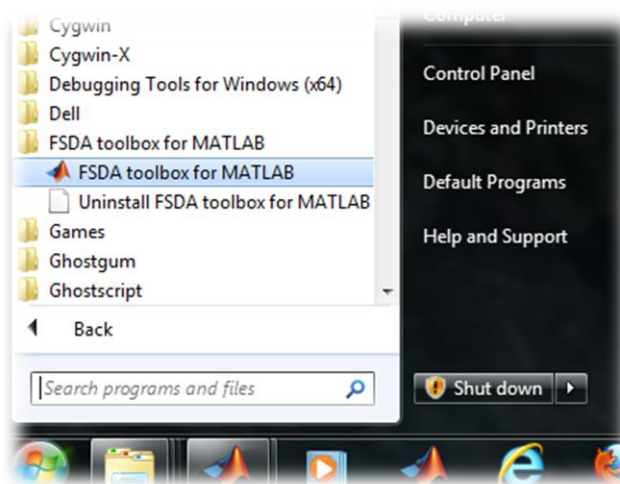 Cygwin
Cygwin-X
Debugging Tools for Windows (x64)
Dell
FSDA toolbox for MATLAB
FSDA toolbox for MATLAB
Uninstall FSDA toolbox for MATLAB
Games
Ghostgum
Ghostscript
Back
Search programs and files
Computer
Control Panel
Devices and Printers
Default Programs
Help and Support
Shut down